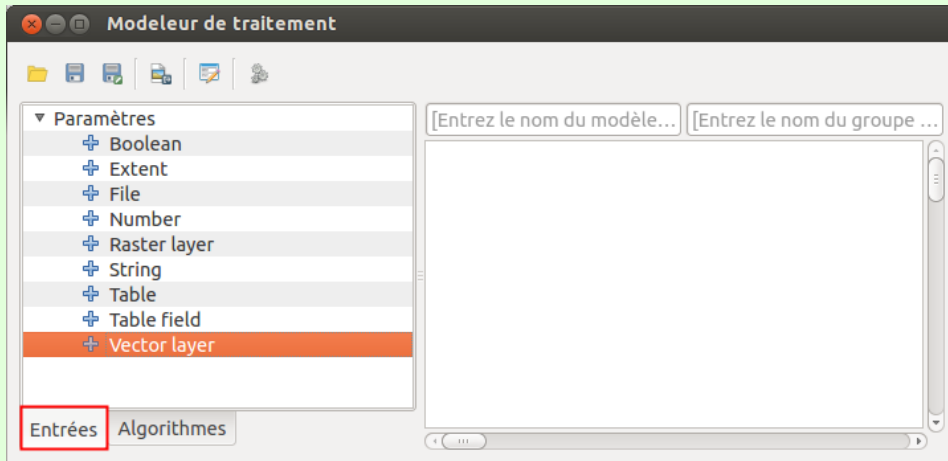 Modeleur de traitement
Paramètres
Boolean
Extent
File
Number
Raster layer
String
Table
Table field
Vector layer
[Entrez le nom du modèle... [Entrez le nom du groupe ...
Entrées Algorithmes